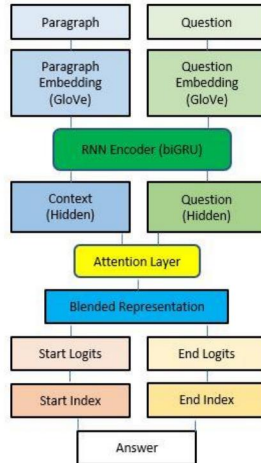 Paragraph
Question
Paragraph
Embedding
(GloVe)
Question
Embedding
(GloVe)
RNN Encoder (biGRU)
Context
(Hidden)
Question
(Hidden)
Attention Layer
Blended Representation
Start Logits
End Logits
Start Index
End Index
Answer